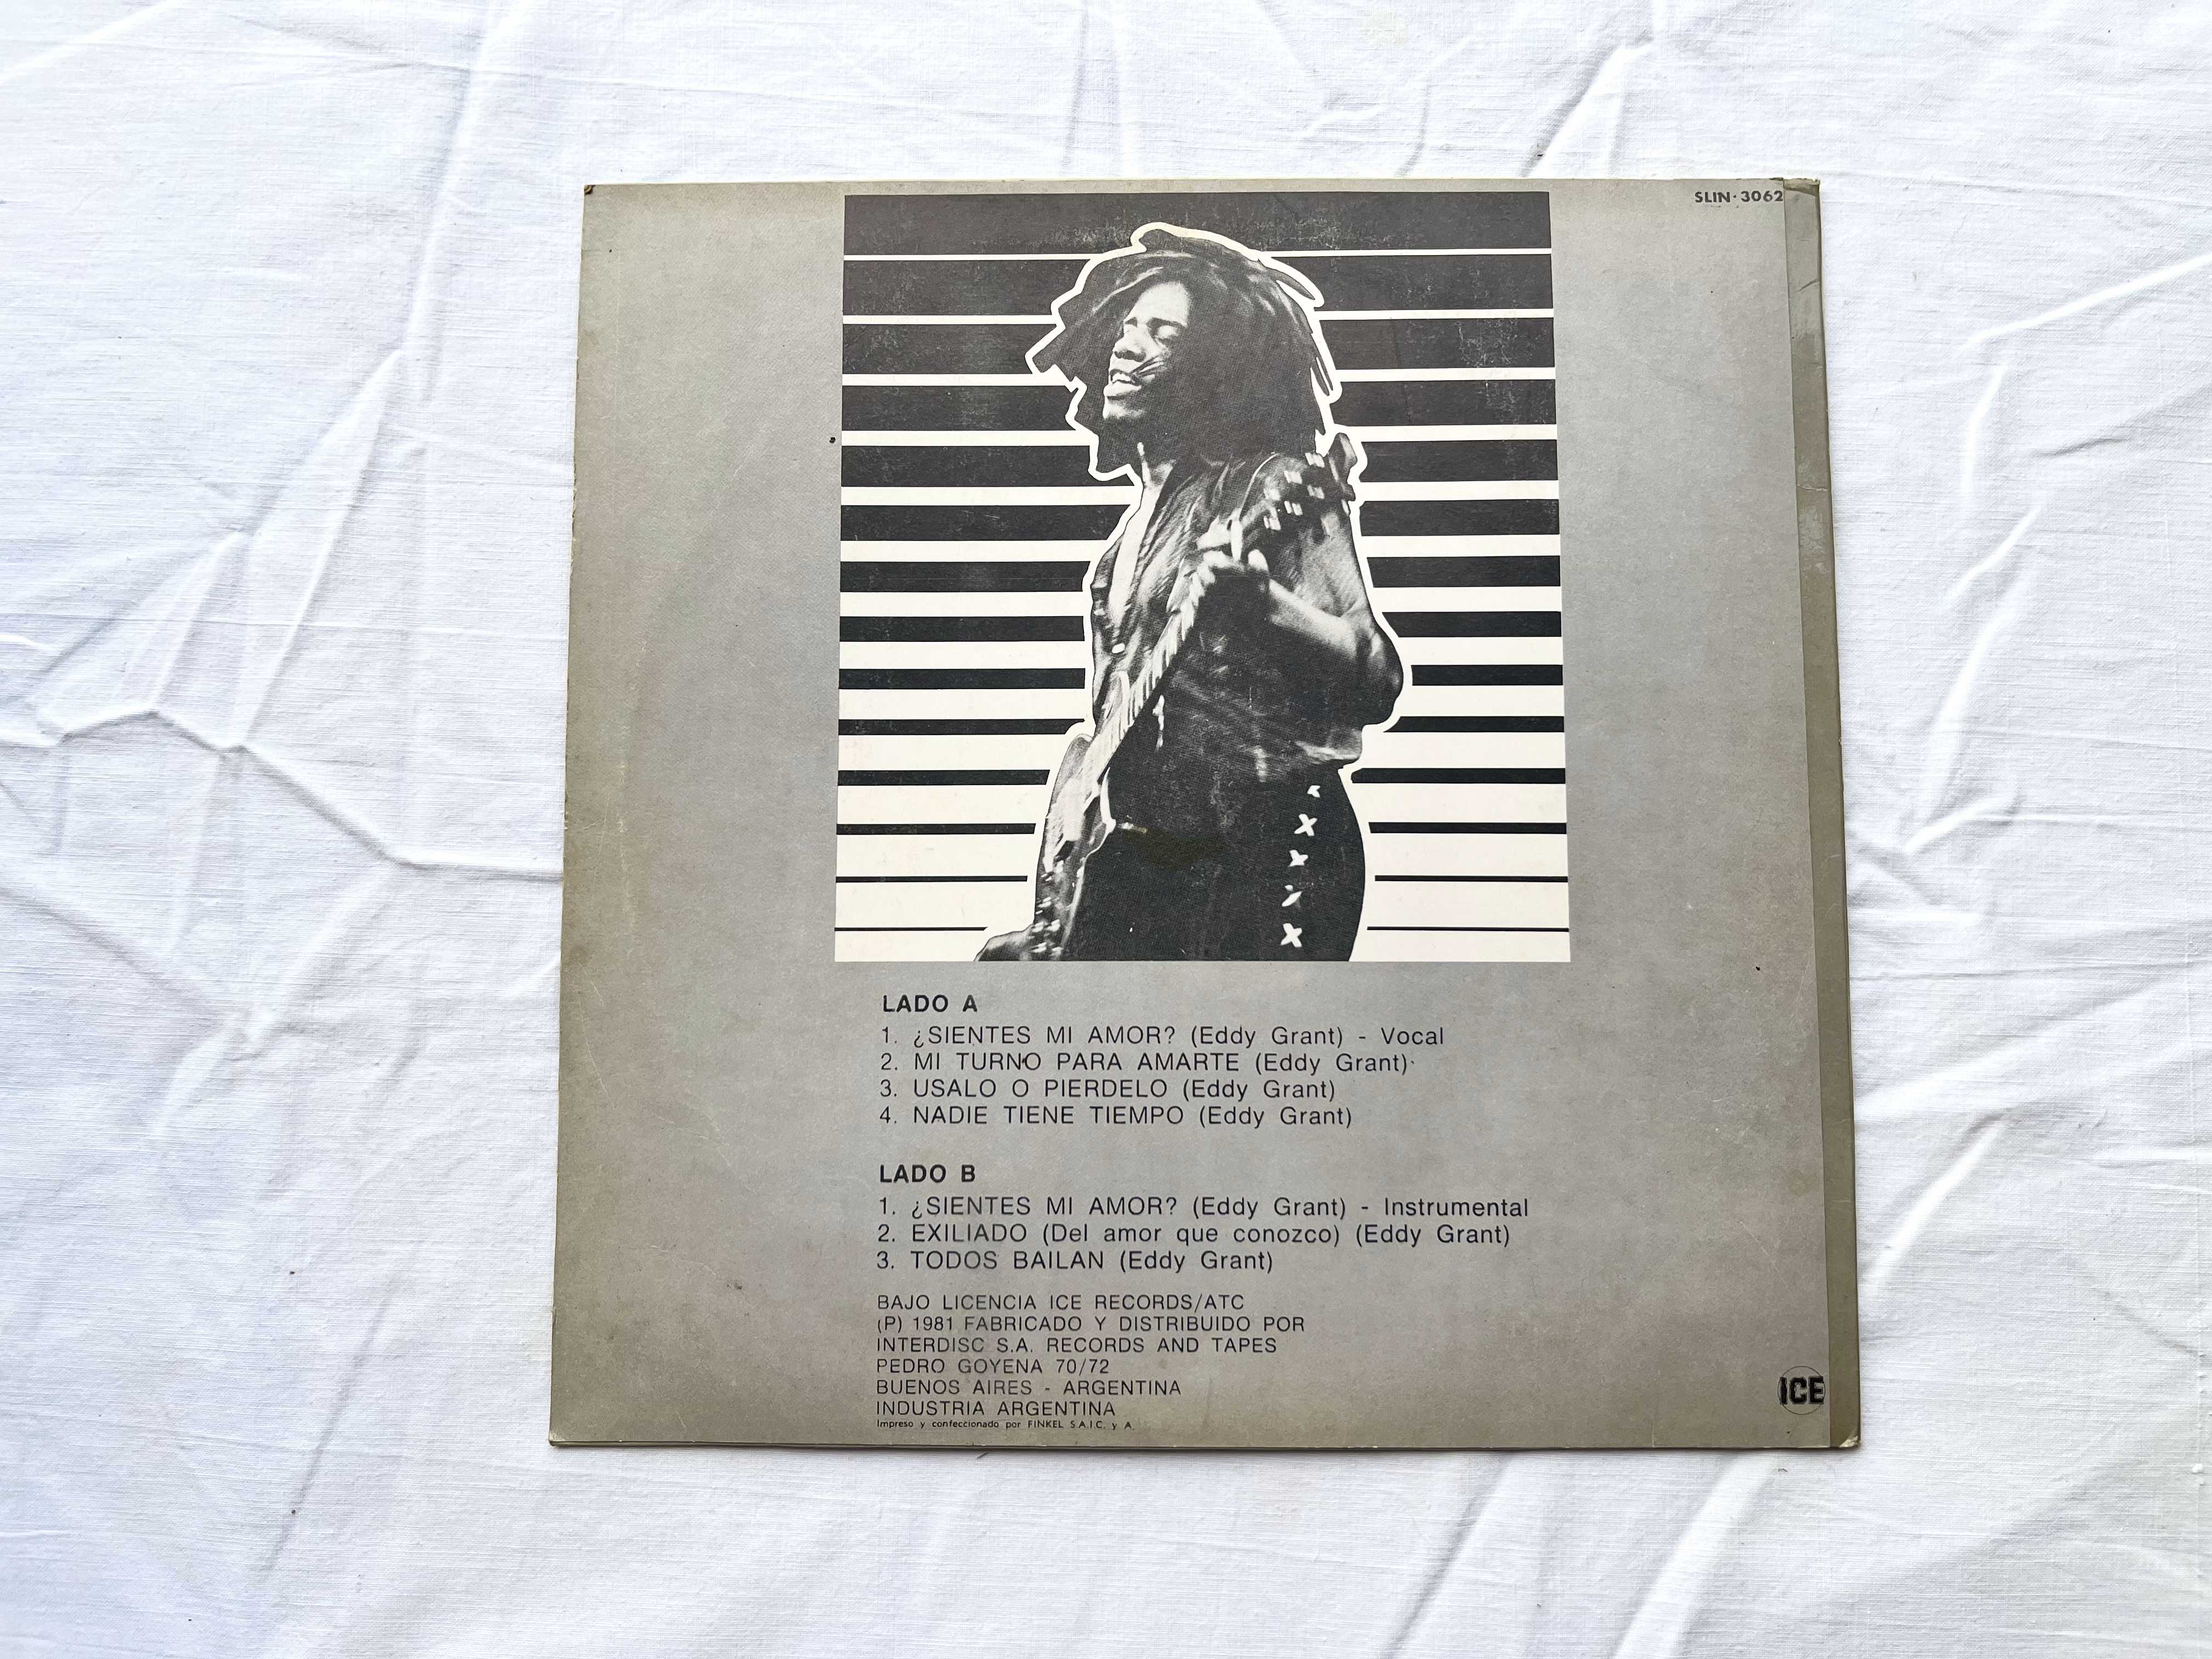 SLIN·3062
LADO A
1. ¿SIENTES MI AMOR? (Eddy Grant) - Vocal
2. MI TURNO PARA AMARTE (Eddy Grant)
3. USALO O PIERDELO (Eddy Grant)
4. NADIE TIENE TIEMPO (Eddy Grant)
LADO B
1. ¿SIENTES MI AMOR? (Eddy Grant) - Instrumental
2. EXILIADO (Del amor que conozco) (Eddy Grant)
3. TODOS BAILAN (Eddy Grant)
BAJO LICENCIA ICE RECORDS/ATC
(P) 1981 FABRICADO Y DISTRIBUIDO POR
INTERDISC S.A. RECORDS AND TAPES
PEDRO GOYENA 70/72
BUENOS AIRES - ARGENTINA
INDUSTRIA ARGENTINA
Impreso y confeccionado por FINKEL S.A.I.C. y A.
ICE